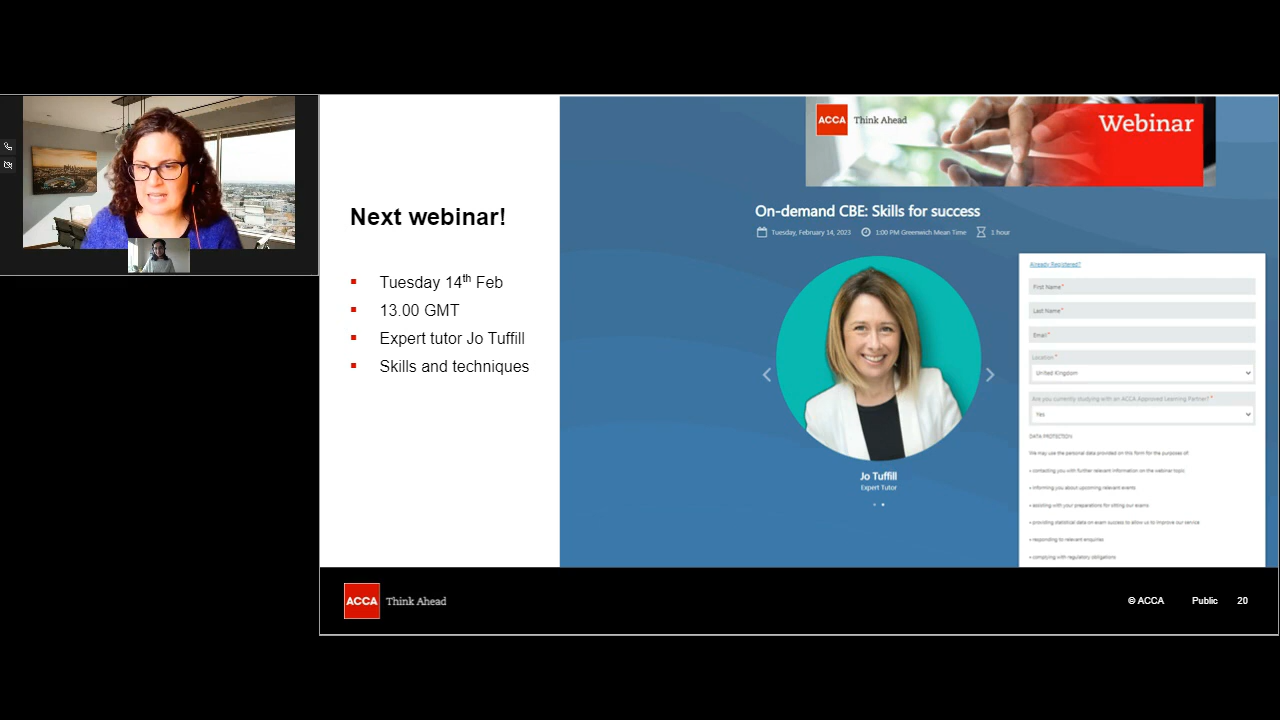 Next webinar!
Tuesday 14th Feb
13.00 GMT
Expert tutor Jo Tuffill
Skills and techniques
ACCA Think Ahead
Webinar
On-demand CBE: Skills for success
Tuesday, February 14, 2023 1:00 PM Greenwich Mean Time 1 hour
Jo Tuffill
Expert Tutor
Already Registered?
First Name*
Last Name*
Email*
Location *
United Kingdom
Are you currently studying with an ACCA Approved Learning Partner? *
Yes
DATA PROTECTION
We may use the personal data provided on this form for the purposes of:
• contacting you with further relevant information on the webinar topic
• informing you about upcoming relevant events
• assisting with your preparations for sitting our exams
• providing statistical data on exam success to allow us to improve our service
• responding to relevant enquiries
• complying with regulatory obligations
ACCA Think Ahead
© ACCA Public 20